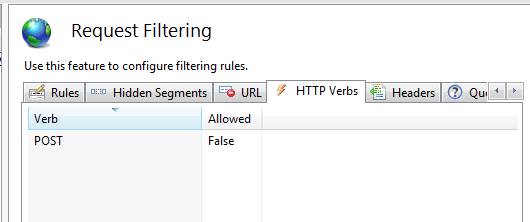 Request Filtering
Use this feature to configure filtering rules.
Rules Hidden Segments URL HTTP Verbs Headers
Verb Allowed
POST False